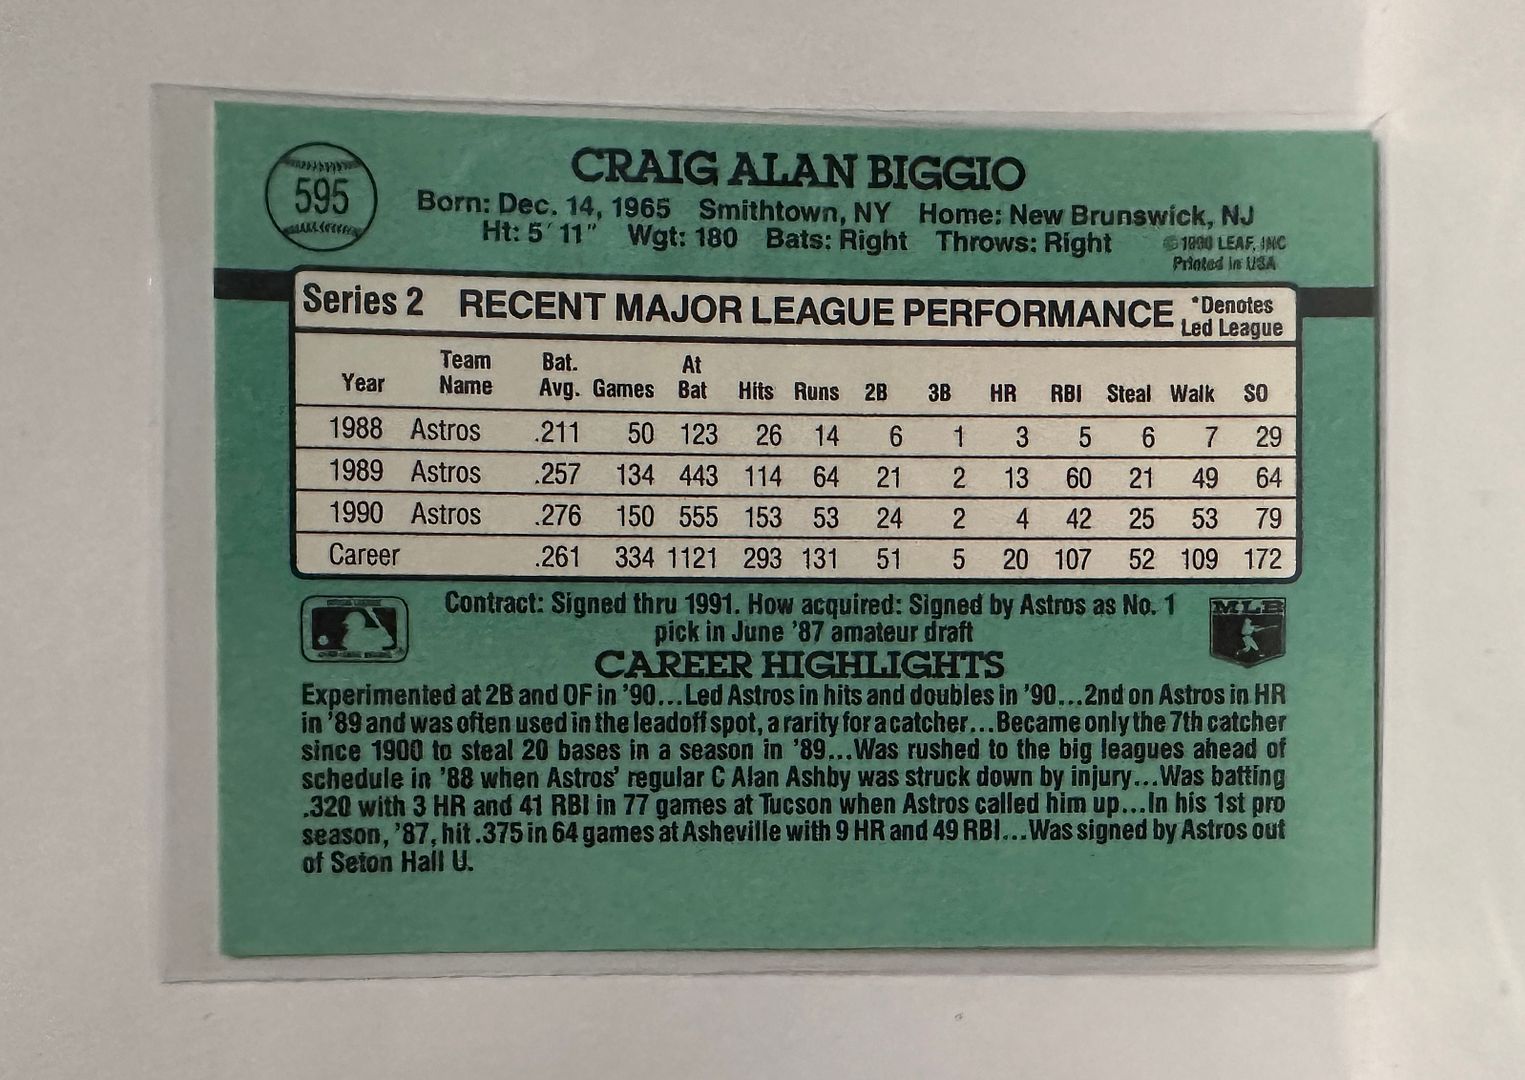 595
CRAIG ALAN BIGGIO
Born: Dec. 14, 1965 Smithtown, NY Home: New Brunswick, NJ
Ht: 5' 11" Wgt: 180 Bats: Right Throws: Right
©1990 LEAF, INC
Printed in USA
Series 2 RECENT MAJOR LEAGUE PERFORMANCE *Denotes Led League
Year Team Name Bat. Avg. Games At Bat Hits Runs 2B 3B HR RBI Steal Walk SO
1988 Astros .211 50 123 26 14 6 1 3 5 6 7 29
1989 Astros .257 134 443 114 64 21 2 13 60 21 49 64
1990 Astros .276 150 555 153 53 24 2 4 42 25 53 79
Career .261 334 1121 293 131 51 5 20 107 52 109 172
Contract: Signed thru 1991. How acquired: Signed by Astros as No. 1
pick in June '87 amateur draft
MLB
CAREER HIGHLIGHTS
Experimented at 2B and OF in '90...Led Astros in hits and doubles in '90...2nd on Astros in HR
in '89 and was often used in the leadoff spot, a rarity for a catcher...Became only the 7th catcher
since 1900 to steal 20 bases in a season in '89...Was rushed to the big leagues ahead of
schedule in '88 when Astros' regular C Alan Ashby was struck down by injury...Was batting
.320 with 3 HR and 41 RBI in 77 games at Tucson when Astros called him up...In his 1st pro
season, '87, hit .375 in 64 games at Asheville with 9 HR and 49 RBI...Was signed by Astros out
of Seton Hall U.